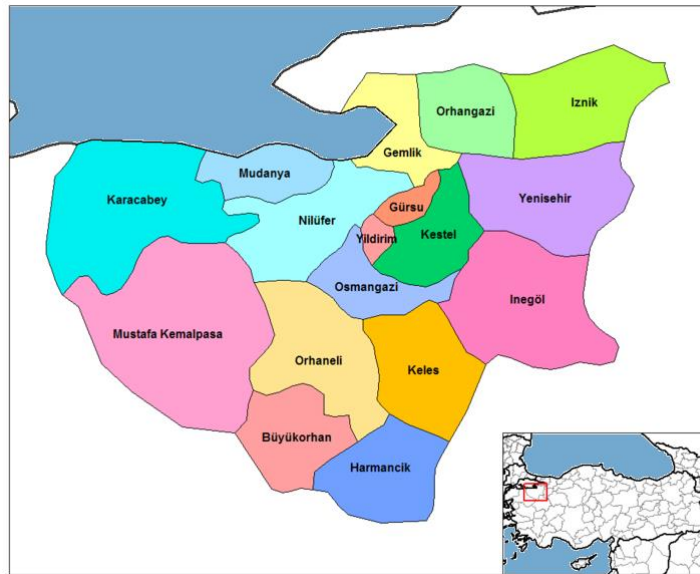 Orhangazi
Iznik
Gemlik
Mudanya
Karacabey
Gürsu
Yenisehir
Nilüfer
Yildirim
Kestel
Osmangazi
Inegöl
Mustafa Kemalpasa
Orhaneli
Keles
Büyükorhan
Harmancik